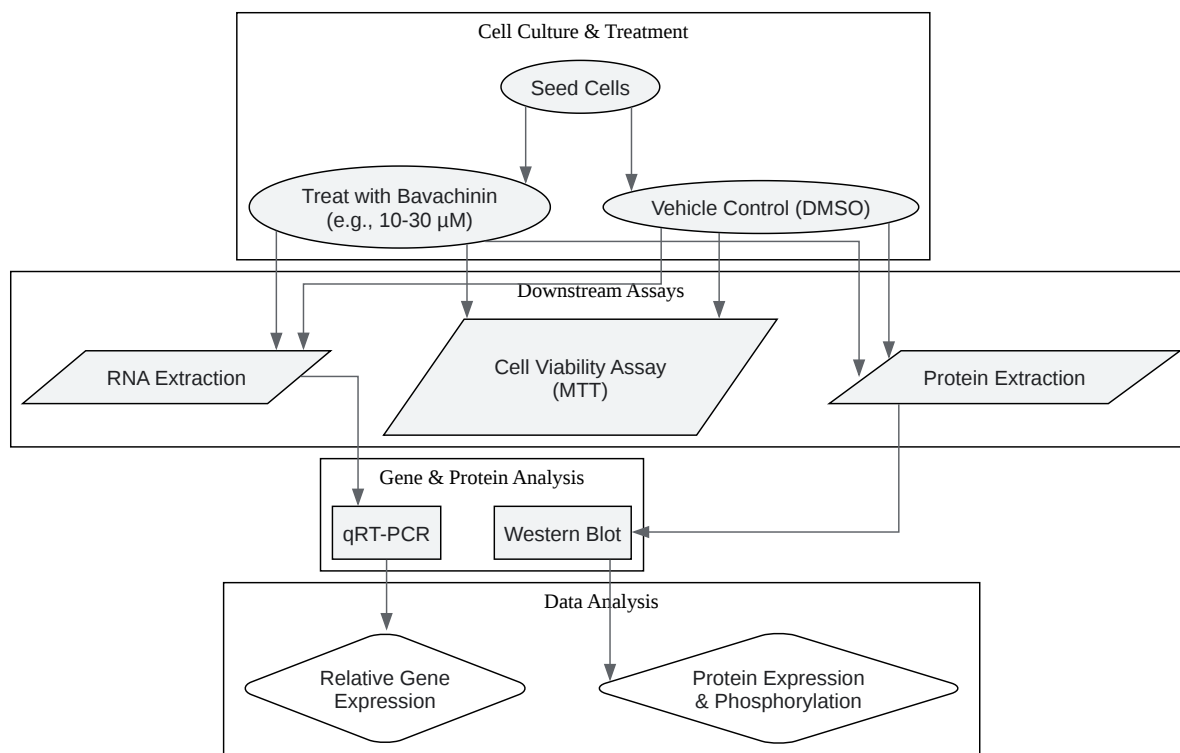 Cell Culture & Treatment
Seed Cells
Treat with Bavachinin
(e.g., 10-30 µM)
Vehicle Control (DMSO)
Downstream Assays
RNA Extraction
Cell Viability Assay
(MTT)
Protein Extraction
Gene & Protein Analysis
qRT-PCR
Western Blot
Data Analysis
Relative Gene
Expression
Protein Expression
& Phosphorylation